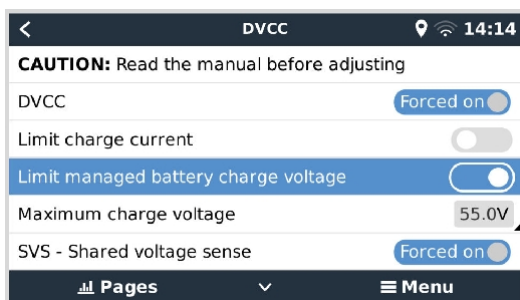 DVCC 14:14
CAUTION: Read the manual before adjusting
DVCC Forced on
Limit charge current
Limit managed battery charge voltage
Maximum charge voltage 55.0V
SVS - Shared voltage sense Forced on
Pages Menu